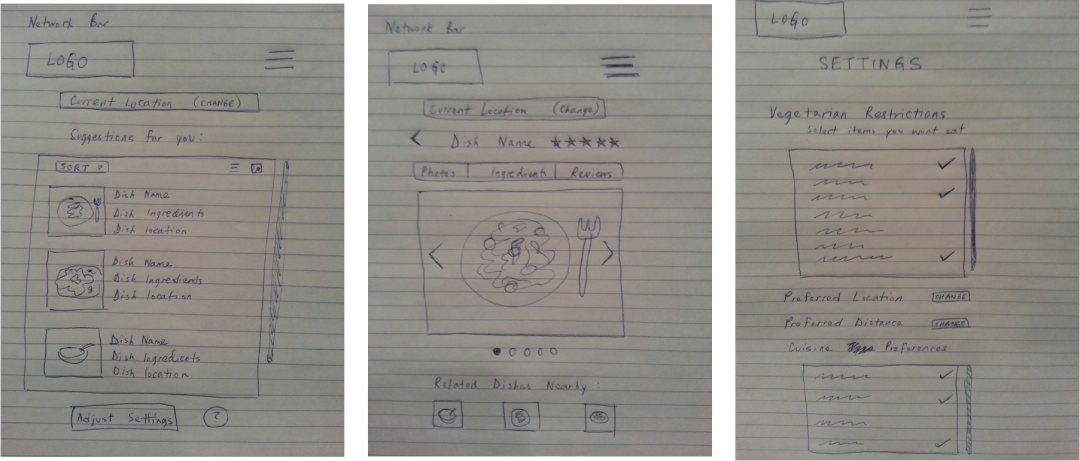 Network Bar
LOGO
Current Location (CHANGE)
Suggestions for you:
SORT
Dish Name
Dish Ingredients
Dish location
Dish Name
Dish Ingredients
Dish location
Dish Name
Dish Ingredients
Dish location
Adjust Settings ?
Network Bar
LOGO
Current Location (Change)
< Dish Name ★★★★★
Photos Ingredients Reviews
< >
Related Dishes Nearby:
LOGO
SETTINGS
Vegetarian Restrictions
Select items you wont eat
Preferred Location CHANGE
Preferred Distance CHANGE
Cuisine Preferences